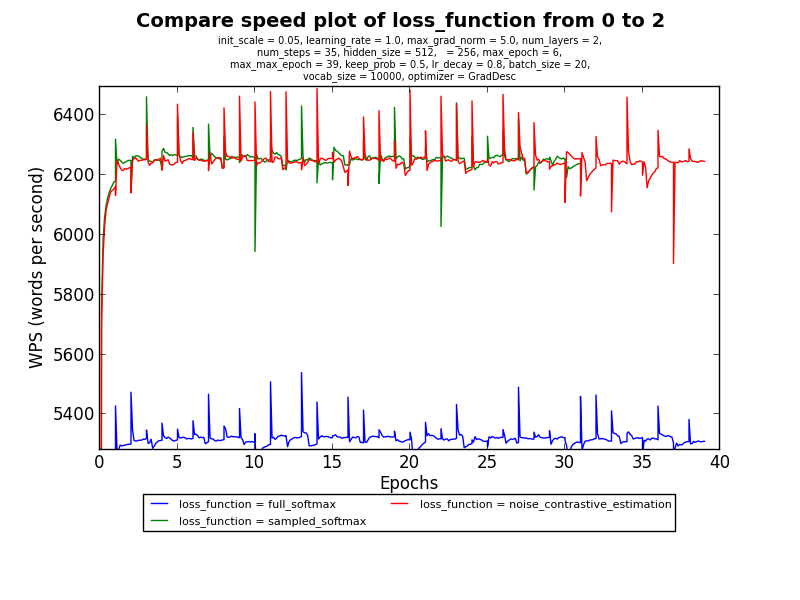 Compare speed plot of loss_function from 0 to 2
init_scale = 0.05, learning_rate = 1.0, max_grad_norm = 5.0, num_layers = 2,
num_steps = 35, hidden_size = 512,   = 256, max_epoch = 6,
max_max_epoch = 39, keep_prob = 0.5, lr_decay = 0.8, batch_size = 20,
vocab_size = 10000, optimizer = GradDesc
6400
6200
6000
5800
5600
5400
WPS (words per second)
0 5 10 15 20 25 30 35 40
Epochs
loss_function = full_softmax
loss_function = sampled_softmax
loss_function = noise_contrastive_estimation